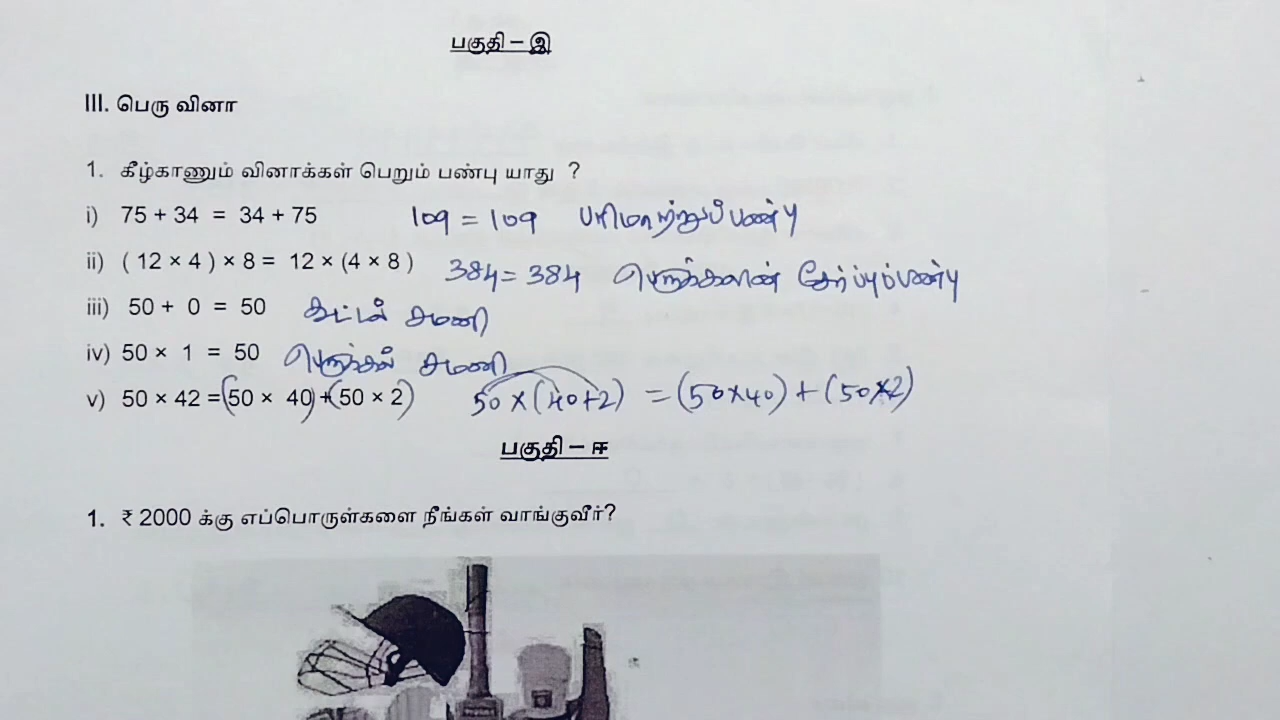 பகுதி – இ
III. பெரு வினா
1. கீழ்காணும் வினாக்கள் பெறும் பண்பு யாது ?
i) 75 + 34 = 34 + 75 109 = 109 பரிமாற்றுப்பண்பு
ii) ( 12 × 4 ) × 8 = 12 × (4 × 8 ) 384 = 384 பெருக்கலின் சேர்ப்புப்பண்பு
iii) 50 + 0 = 50 கூட்டல் சமனி
iv) 50 × 1 = 50 பெருக்கல் சமனி
v) 50 × 42 = (50 × 40) + (50 × 2) 50 × (40+2) = (50×40) + (50×2)
பகுதி – ஈ
1. ₹ 2000 க்கு எப்பொருள்களை நீங்கள் வாங்குவீர்?